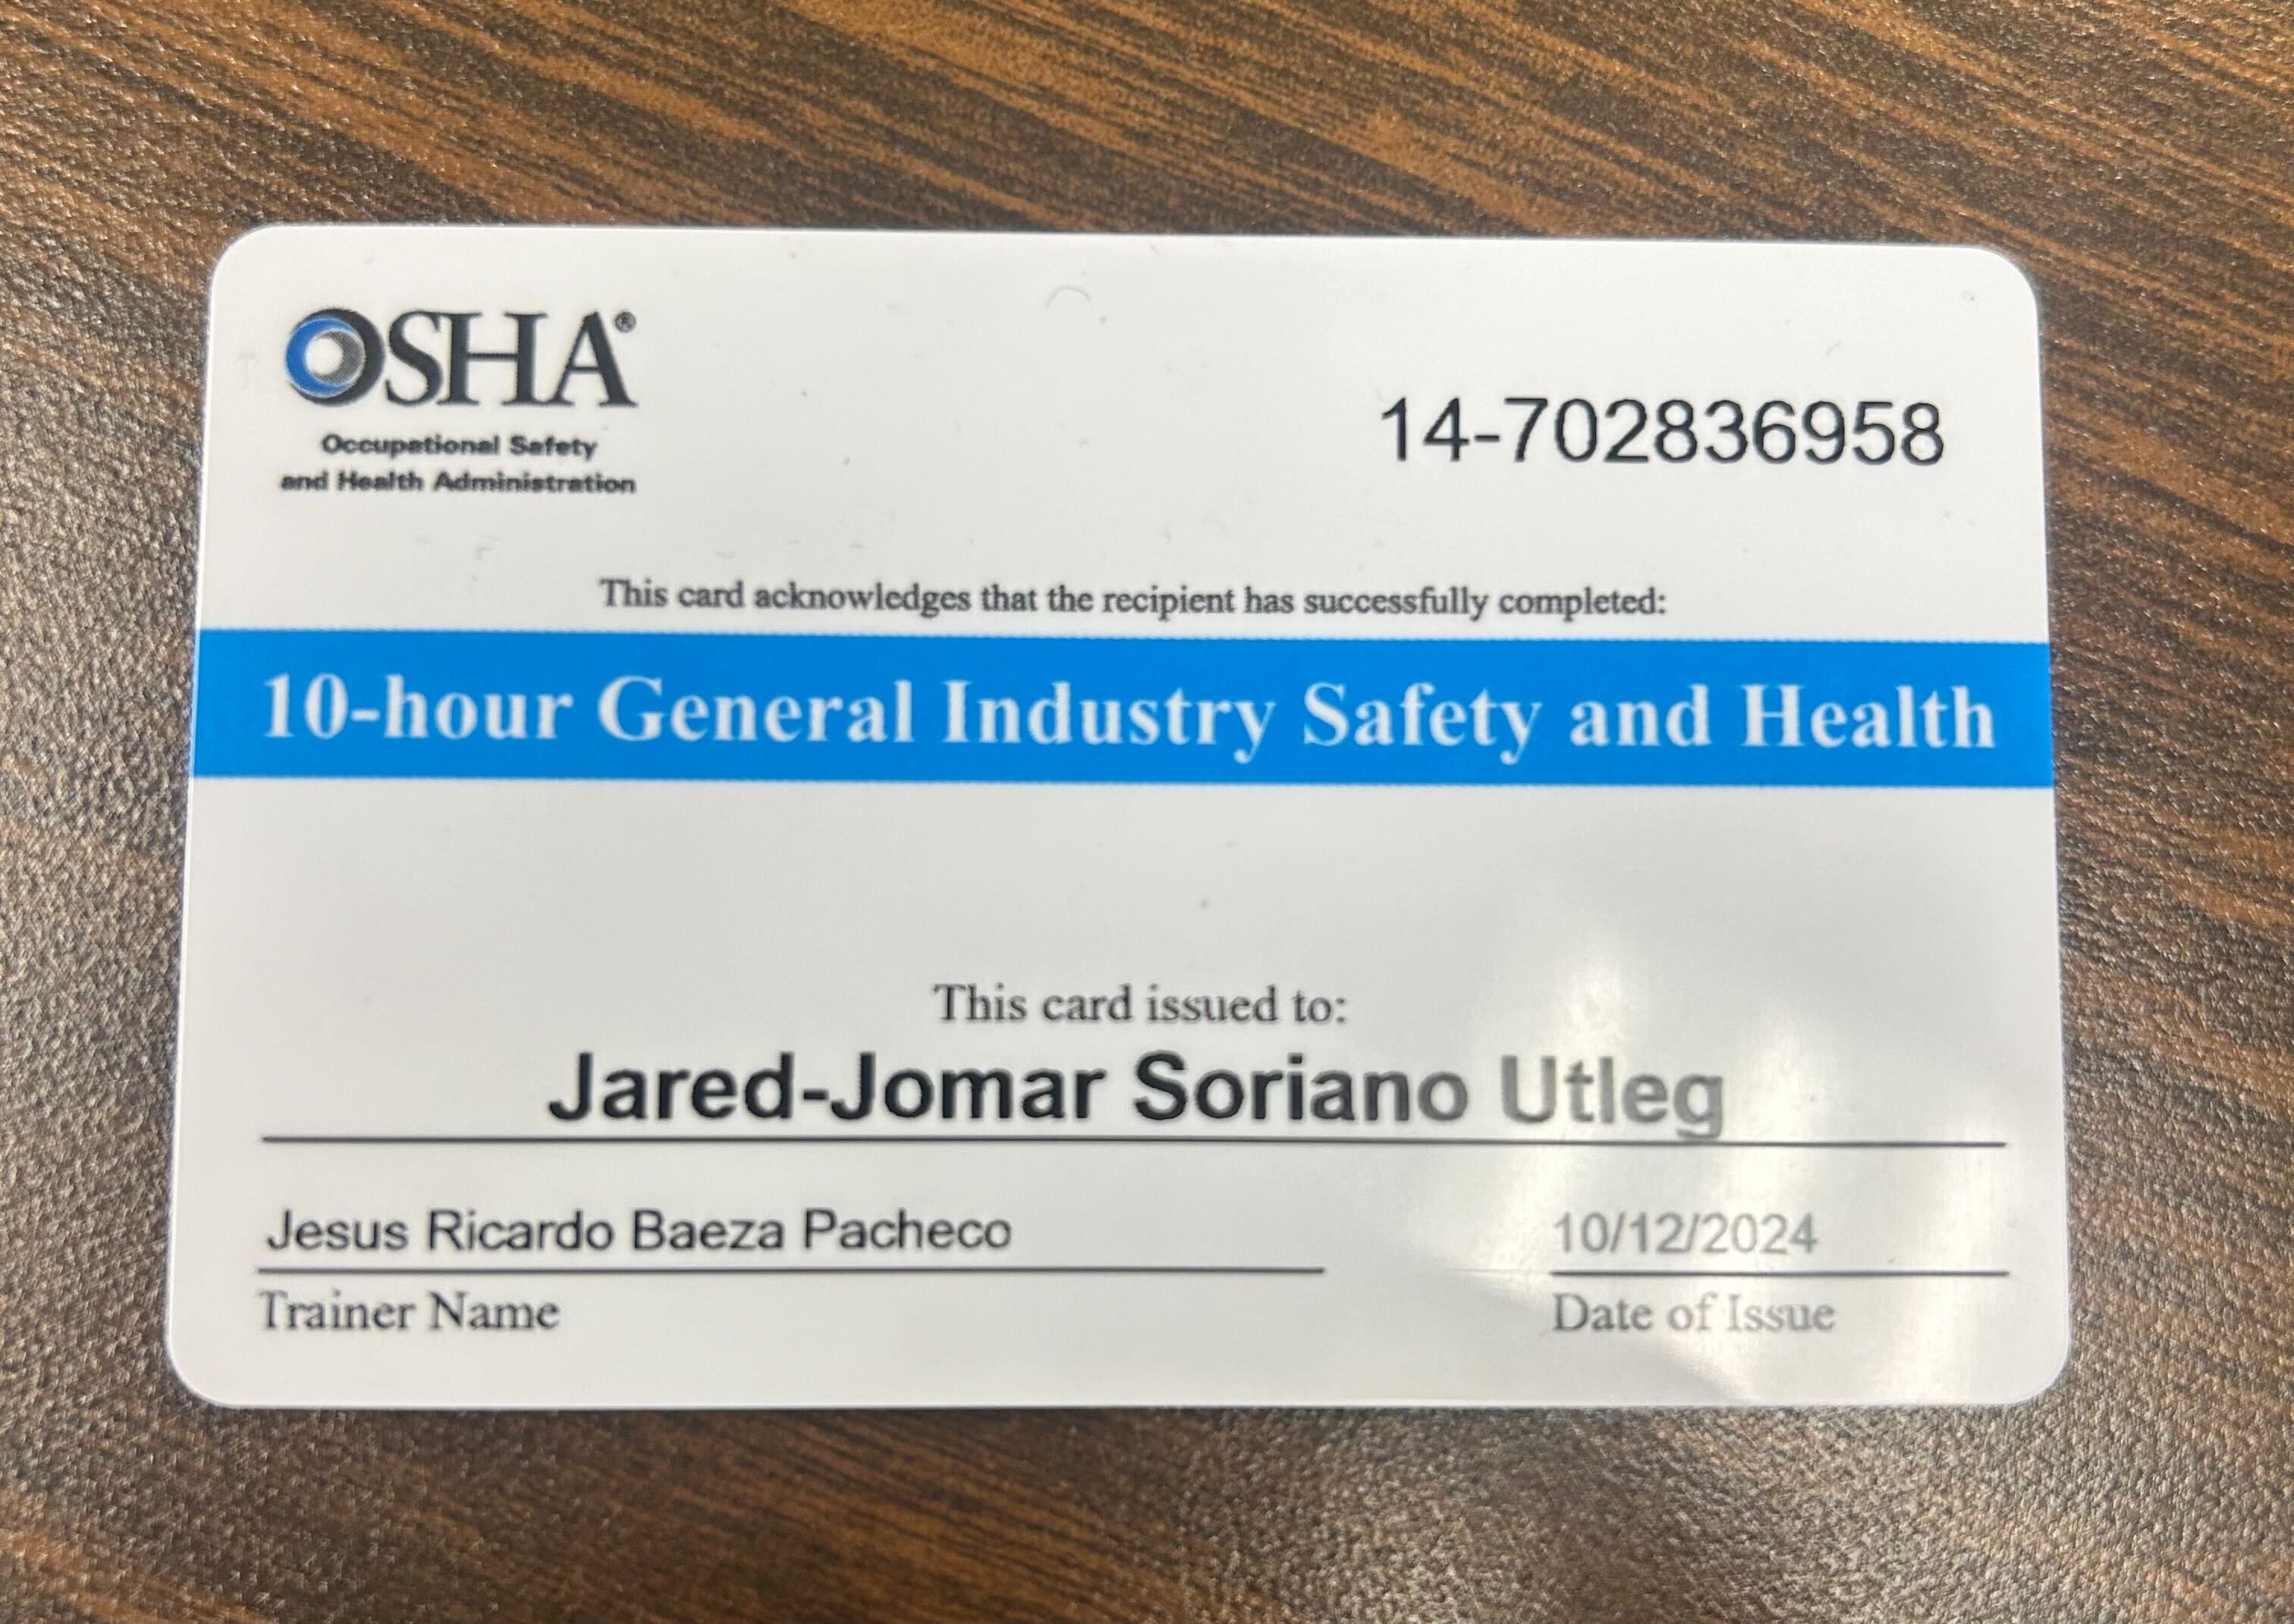 OSHA®
Occupational Safety
and Health Administration
14-702836958
This card acknowledges that the recipient has successfully completed:
10-hour General Industry Safety and Health
This card issued to:
Jared-Jomar Soriano Utleg
Jesus Ricardo Baeza Pacheco
10/12/2024
Trainer Name
Date of Issue